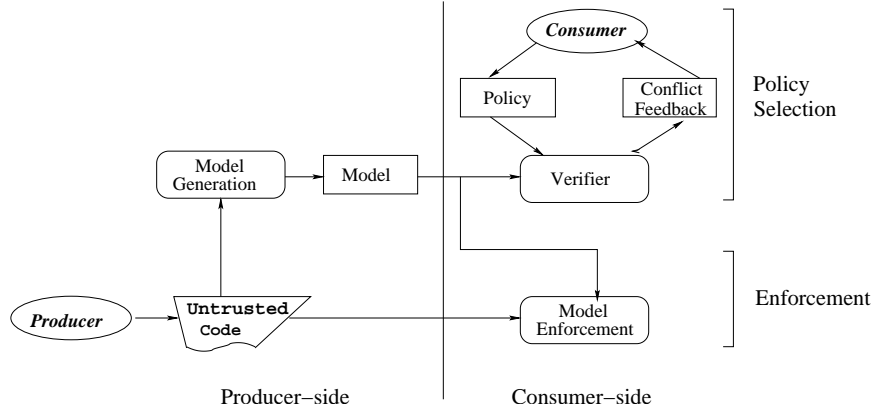 Consumer
Policy
Conflict
Feedback
Policy
Selection
Model
Generation
Model
Verifier
Producer
Untrusted
Code
Model
Enforcement
Enforcement
Producer−side
Consumer−side